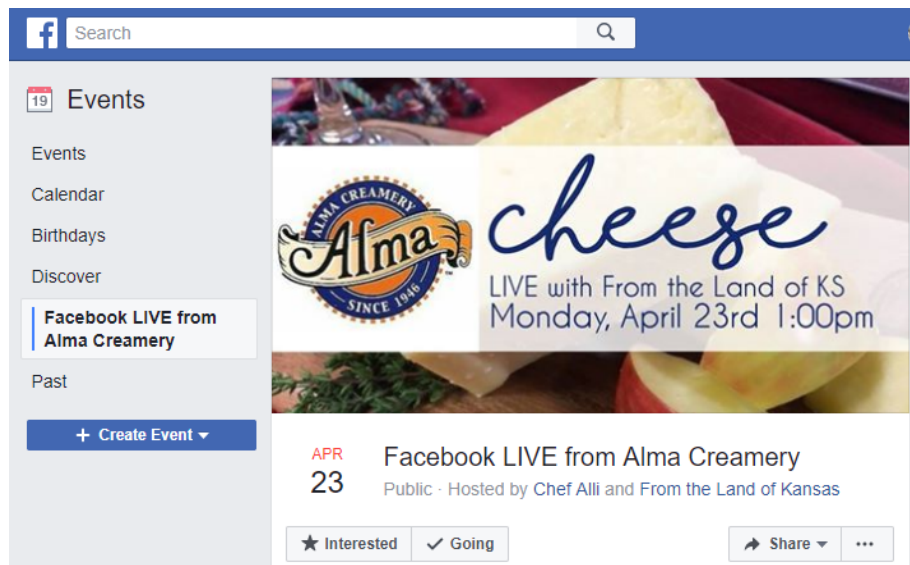 f
Search
19
Events
Events
Calendar
Birthdays
Discover
Facebook LIVE from
Alma Creamery
Past
+ Create Event
ALMA CREAMERY
Alma
TM
SINCE 1946
cheese
LIVE with From the Land of KS
Monday, April 23rd 1:00pm
APR
23
Facebook LIVE from Alma Creamery
Public · Hosted by Chef Alli and From the Land of Kansas
Interested
Going
Share
...